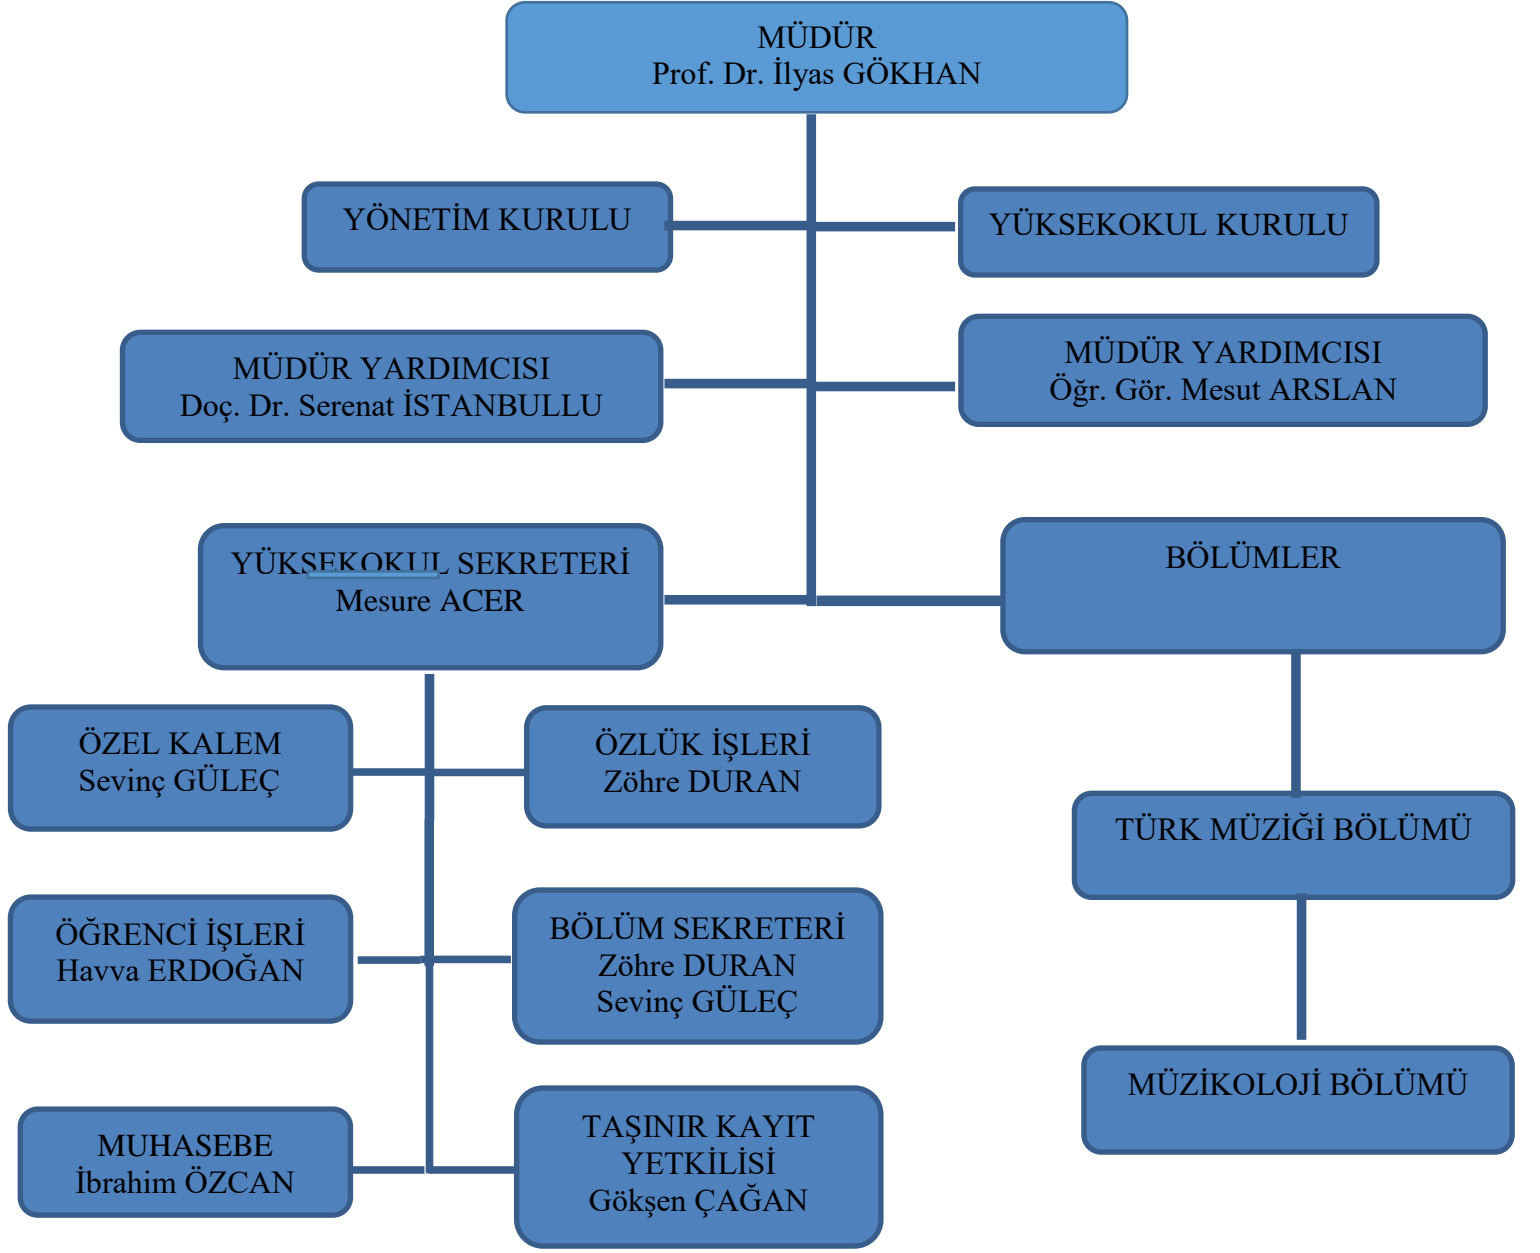 MÜDÜR
Prof. Dr. İlyas GÖKHAN
YÖNETİM KURULU
YÜKSEKOKUL KURULU
MÜDÜR YARDIMCISI
Doç. Dr. Serenat İSTANBULLU
MÜDÜR YARDIMCISI
Öğr. Gör. Mesut ARSLAN
YÜKSEKOKUL SEKRETERİ
Mesure ACER
BÖLÜMLER
ÖZEL KALEM
Sevinç GÜLEÇ
ÖZLÜK İŞLERİ
Zöhre DURAN
TÜRK MÜZİĞİ BÖLÜMÜ
ÖĞRENCİ İŞLERİ
Havva ERDOĞAN
BÖLÜM SEKRETERİ
Zöhre DURAN
Sevinç GÜLEÇ
MÜZİKOLOJİ BÖLÜMÜ
MUHASEBE
İbrahim ÖZCAN
TAŞINIR KAYIT
YETKİLİSİ
Gökşen ÇAĞAN